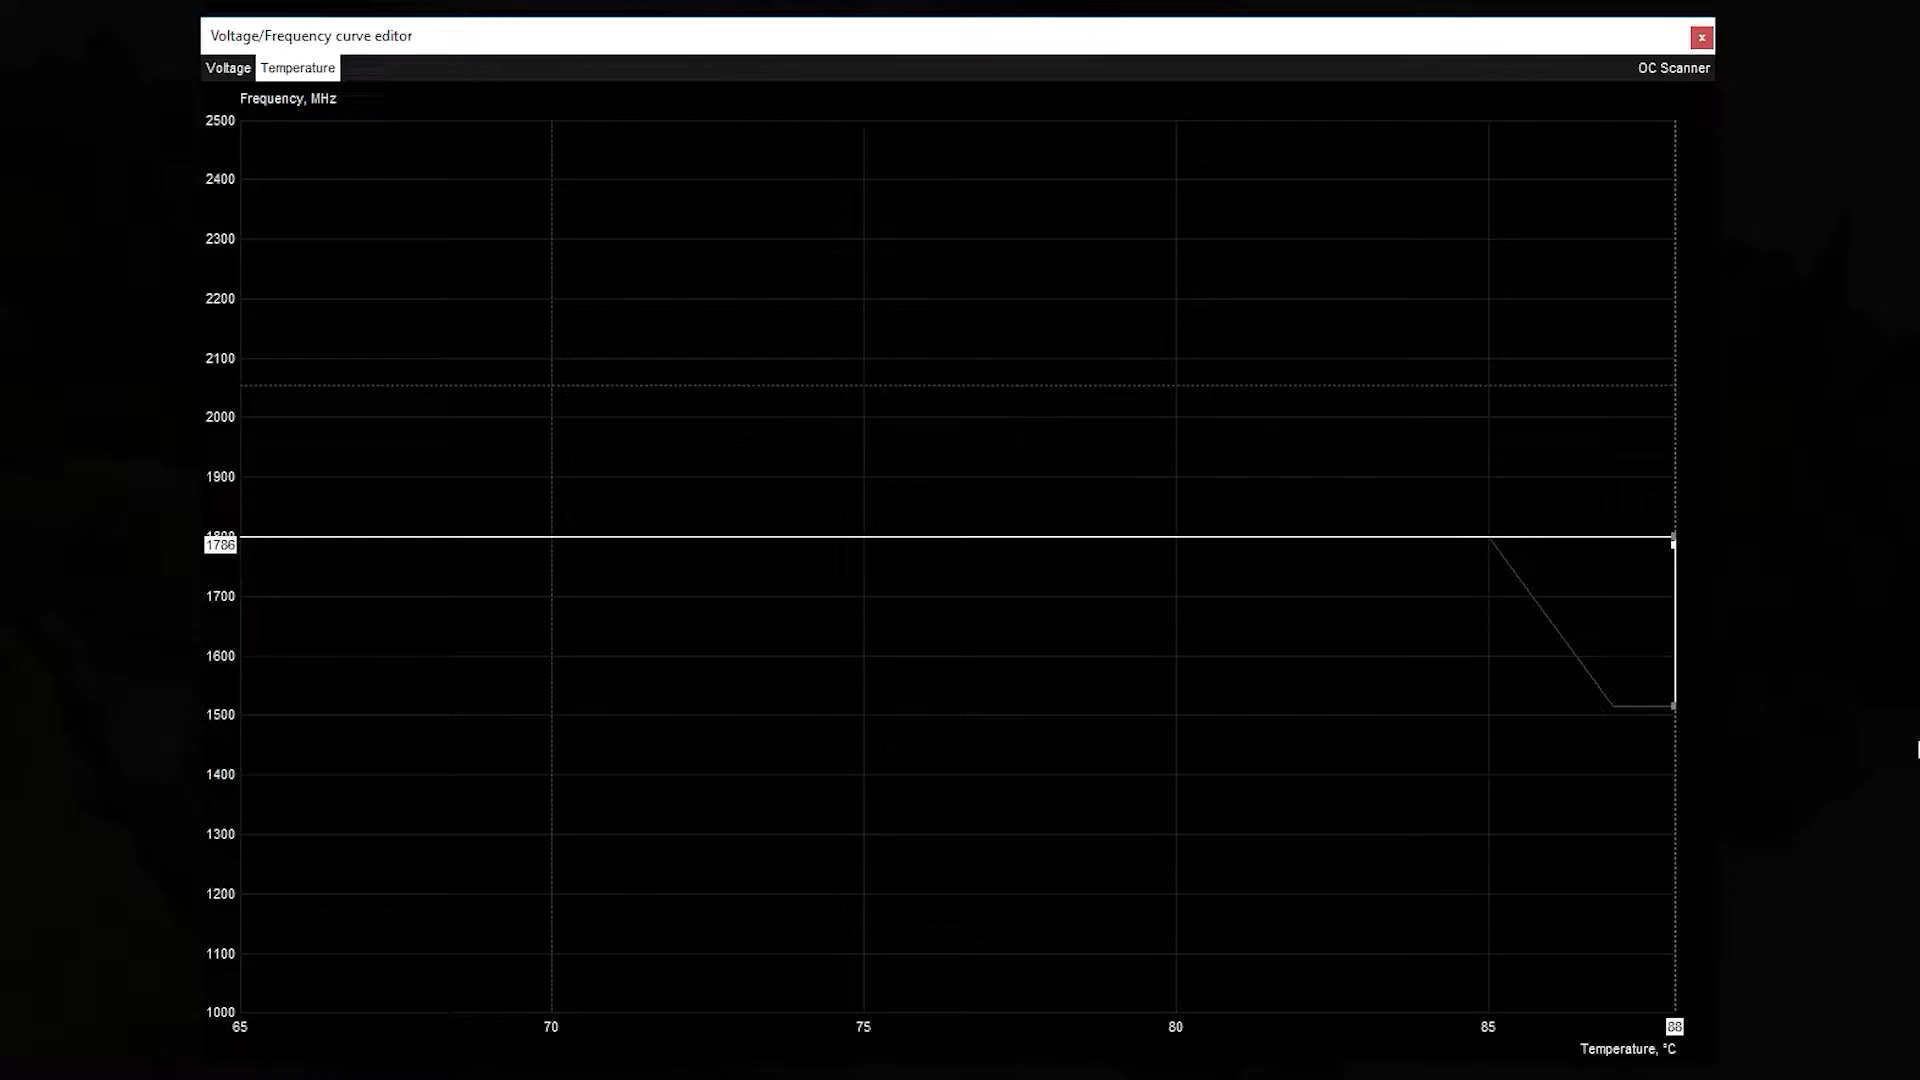 Voltage/Frequency curve editor
x
Voltage Temperature OC Scanner
Frequency, MHz
2500
2400
2300
2200
2100
2000
1900
1800
1786
1700
1600
1500
1400
1300
1200
1100
1000
65 70 75 80 85 88
Temperature, °C